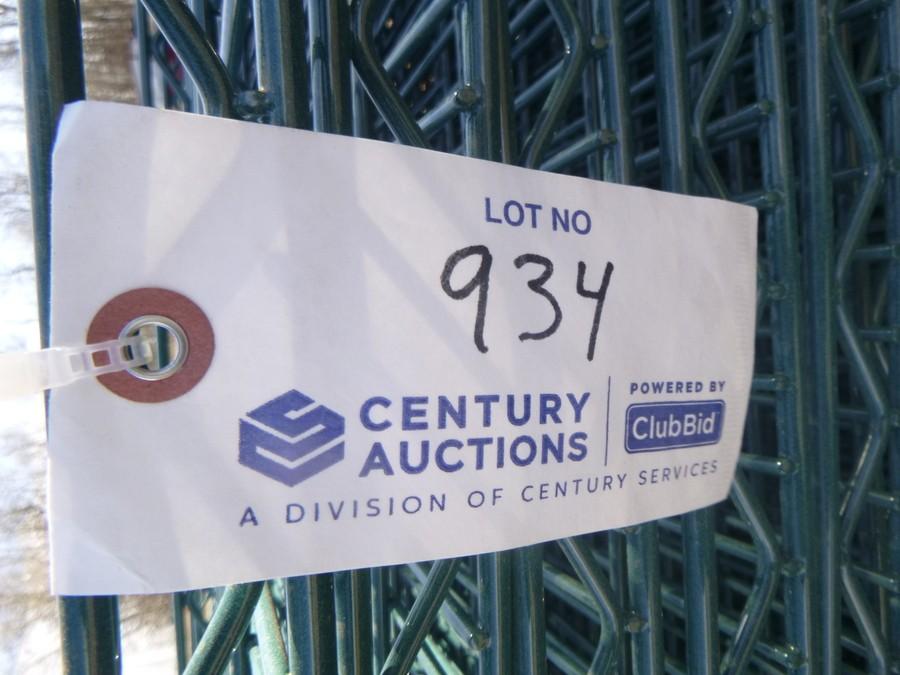 LOT NO
934
CENTURY
AUCTIONS
POWERED BY
ClubBid
A DIVISION OF CENTURY SERVICES